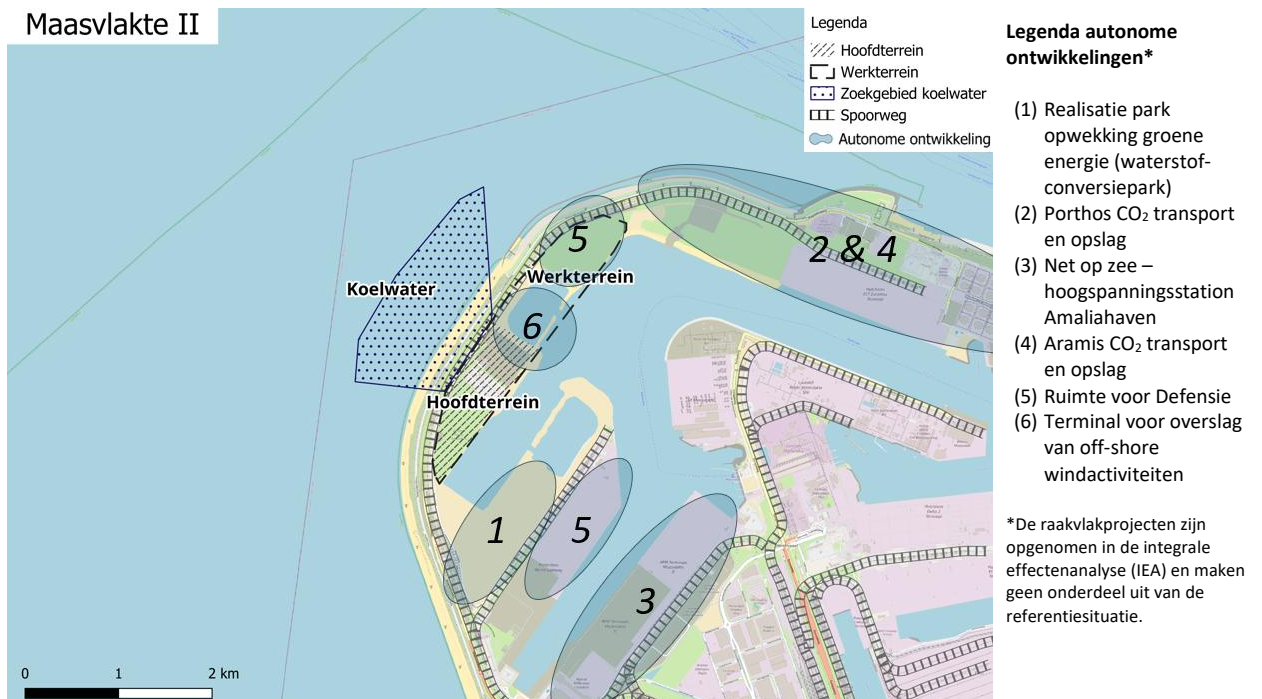 Maasvlakte II
Legenda
Hoofdterrein
Werkterrein
Zoekgebied koelwater
Spoorweg
Autonome ontwikkeling
5
2 & 4
Werkterrein
Koelwater
6
Hoofdterrein
1
5
3
0 1 2 km
Legenda autonome
ontwikkelingen*
(1) Realisatie park
opwekking groene
energie (waterstof-
conversiepark)
(2) Porthos CO₂ transport
en opslag
(3) Net op zee –
hoogspanningsstation
Amaliahaven
(4) Aramis CO₂ transport
en opslag
(5) Ruimte voor Defensie
(6) Terminal voor overslag
van off-shore
windactiviteiten
*De raakvlakprojecten zijn
opgenomen in de integrale
effectenanalyse (IEA) en maken
geen onderdeel uit van de
referentiesituatie.